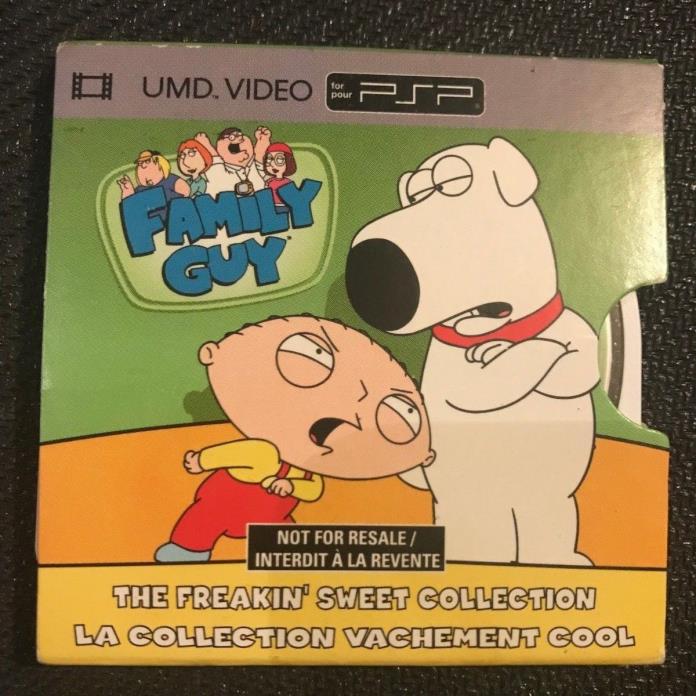 UMD™ VIDEO for pour PSP®
FAMILY
GUY
NOT FOR RESALE /
INTERDIT À LA REVENTE
THE FREAKIN' SWEET COLLECTION
LA COLLECTION VACHEMENT COOL